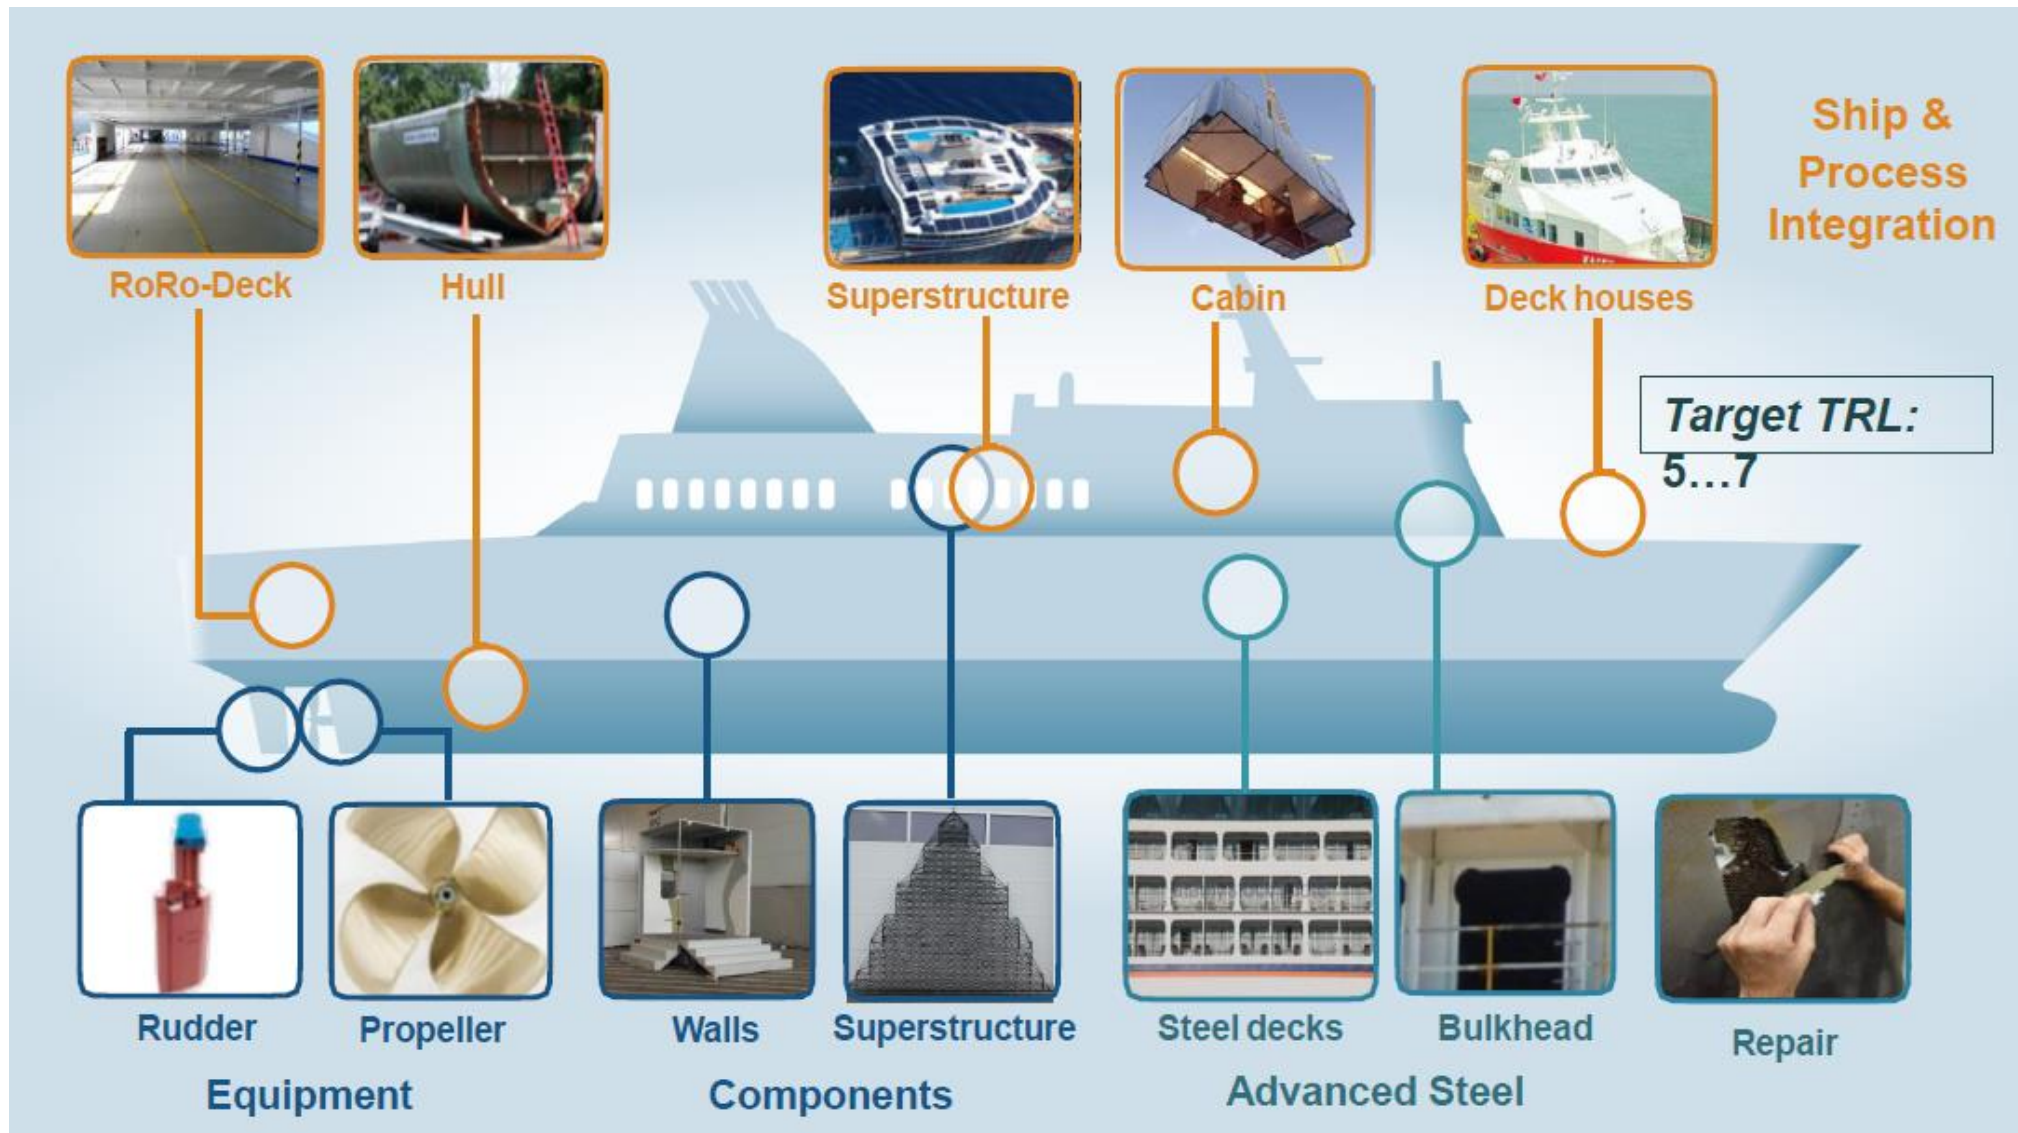 RoRo-Deck
Hull
Superstructure
Cabin
Deck houses
Ship &
Process
Integration
Target TRL:
5...7
Rudder
Propeller
Walls
Superstructure
Steel decks
Bulkhead
Repair
Equipment
Components
Advanced Steel